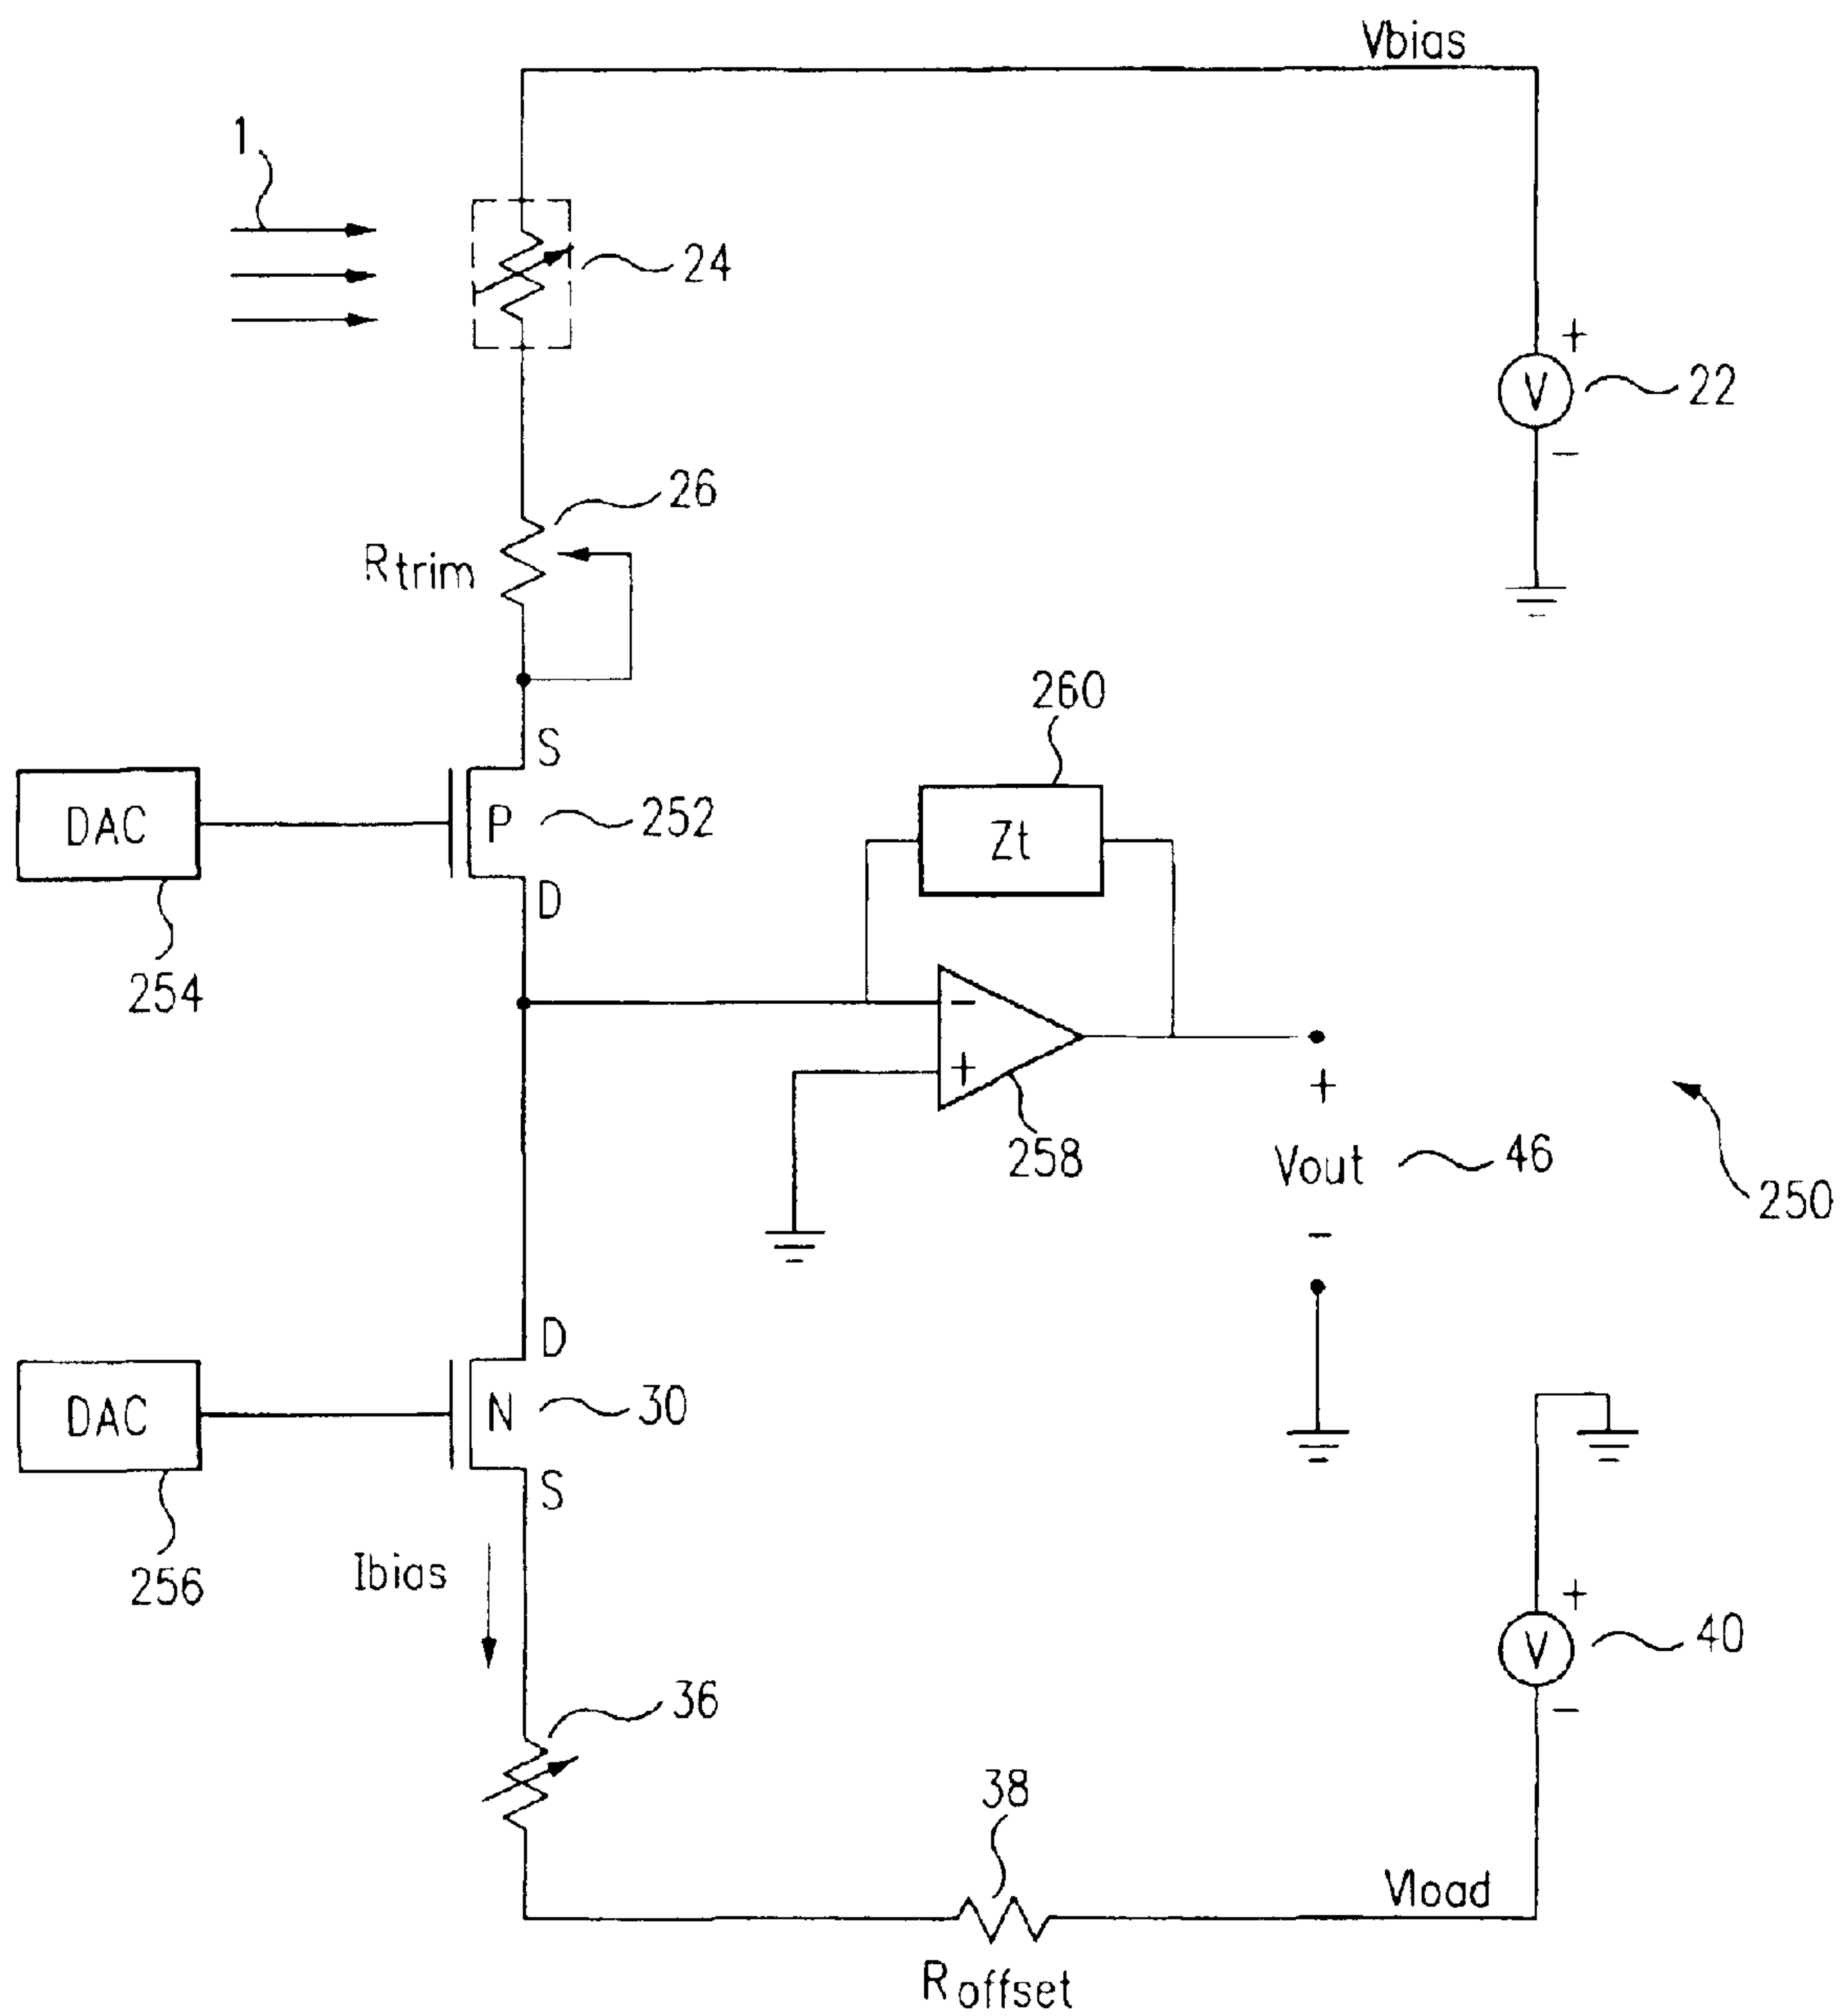 Vbias
1
24
+
V
22
−
26
Rtrim
S
260
DAC
P
252
Zt
D
254
−
+
+
258
Vout
46
250
−
D
DAC
N
30
S
256
Ibias
+
V
40
−
36
38
Vload
Roffset